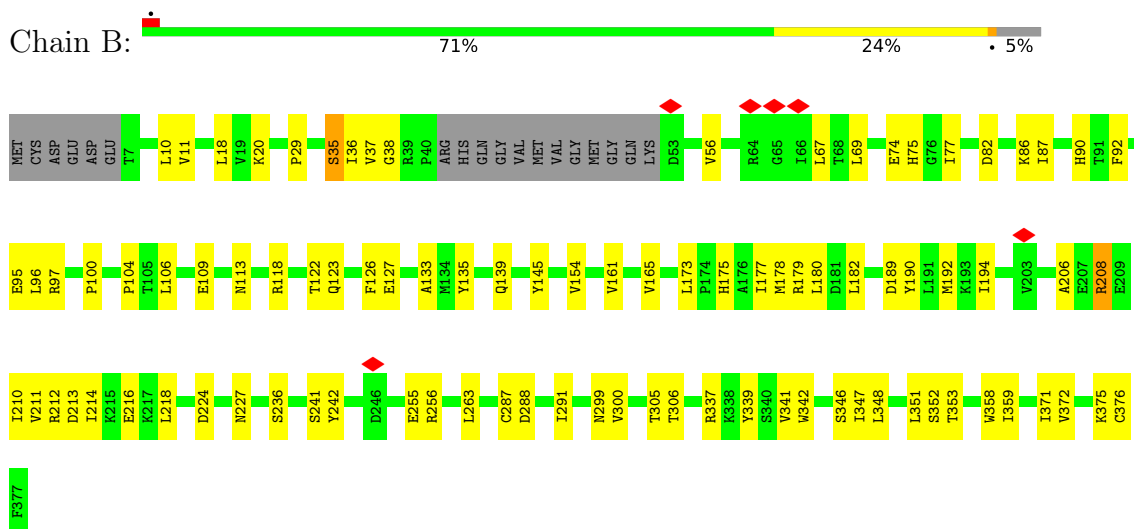 Chain B:
71% 24% • 5%
MET CYS ASP GLU ASP GLU T7 L10 V11 L18 V19 K20 P29 S35 I36 V37 G38 R39 P40 ARG HIS GLN GLY VAL MET VAL GLY MET GLY GLN LYS D53 V56 R64 G65 I66 L67 T68 L69 E74 H75 G76 I77 D82 K86 I87 H90 T91 F92
E95 L96 R97 P100 P104 T105 L106 E109 N113 R118 T122 Q123 F126 E127 A133 M134 Y135 Q139 Y145 V154 V161 V165 L173 P174 H175 A176 I177 M178 R179 L180 D181 L182 D189 Y190 L191 M192 K193 I194 V203 A206 E207 R208 E209
I210 V211 R212 D213 I214 K215 E216 K217 L218 D224 N227 S236 S241 Y242 D246 E255 R256 L263 C287 D288 I291 N299 V300 T305 T306 R337 K338 Y339 S340 V341 W342 S346 I347 L348 L351 S352 T353 W358 I359 I371 V372 K375 C376
F377